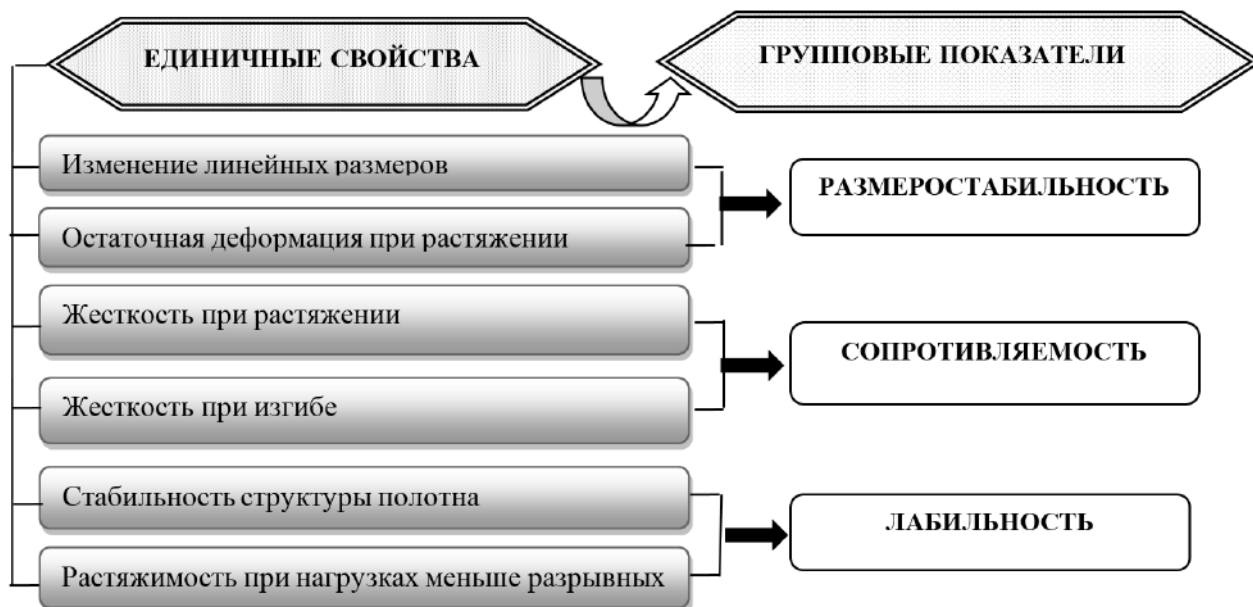 ЕДИНИЧНЫЕ СВОЙСТВА
ГРУППОВЫЕ ПОКАЗАТЕЛИ
Изменение линейных размеров
Остаточная деформация при растяжении
РАЗМЕРОСТАБИЛЬНОСТЬ
Жесткость при растяжении
Жесткость при изгибе
СОПРОТИВЛЯЕМОСТЬ
Стабильность структуры полотна
Растяжимость при нагрузках меньше разрывных
ЛАБИЛЬНОСТЬ